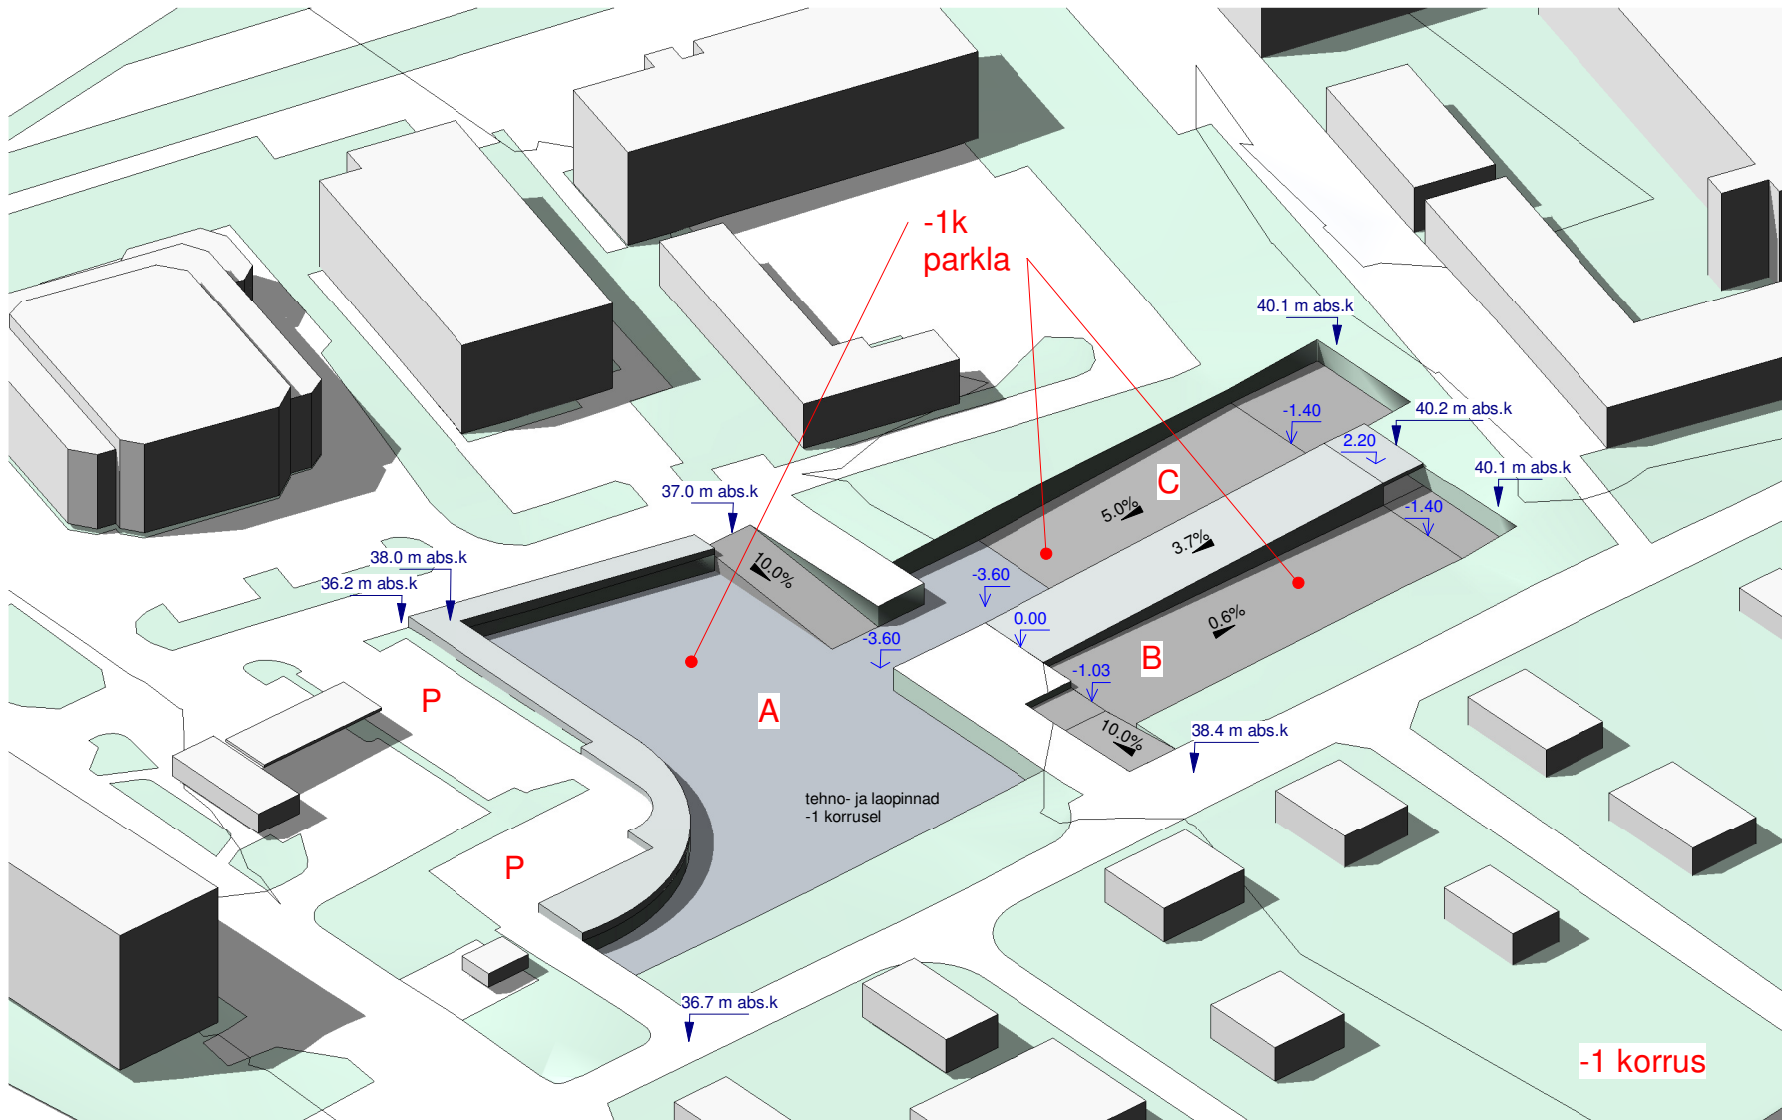 -1k
parkla
40.1 m abs.k
-1.40
40.2 m abs.k
2.20
40.1 m abs.k
C
37.0 m abs.k
5.0%
-1.40
3.7%
38.0 m abs.k
10.0%
36.2 m abs.k
-3.60
0.00
0.6%
-3.60
B
-1.03
P
A
10.0%
38.4 m abs.k
tehno- ja laopinnad
-1 korrusel
P
36.7 m abs.k
-1 korrus